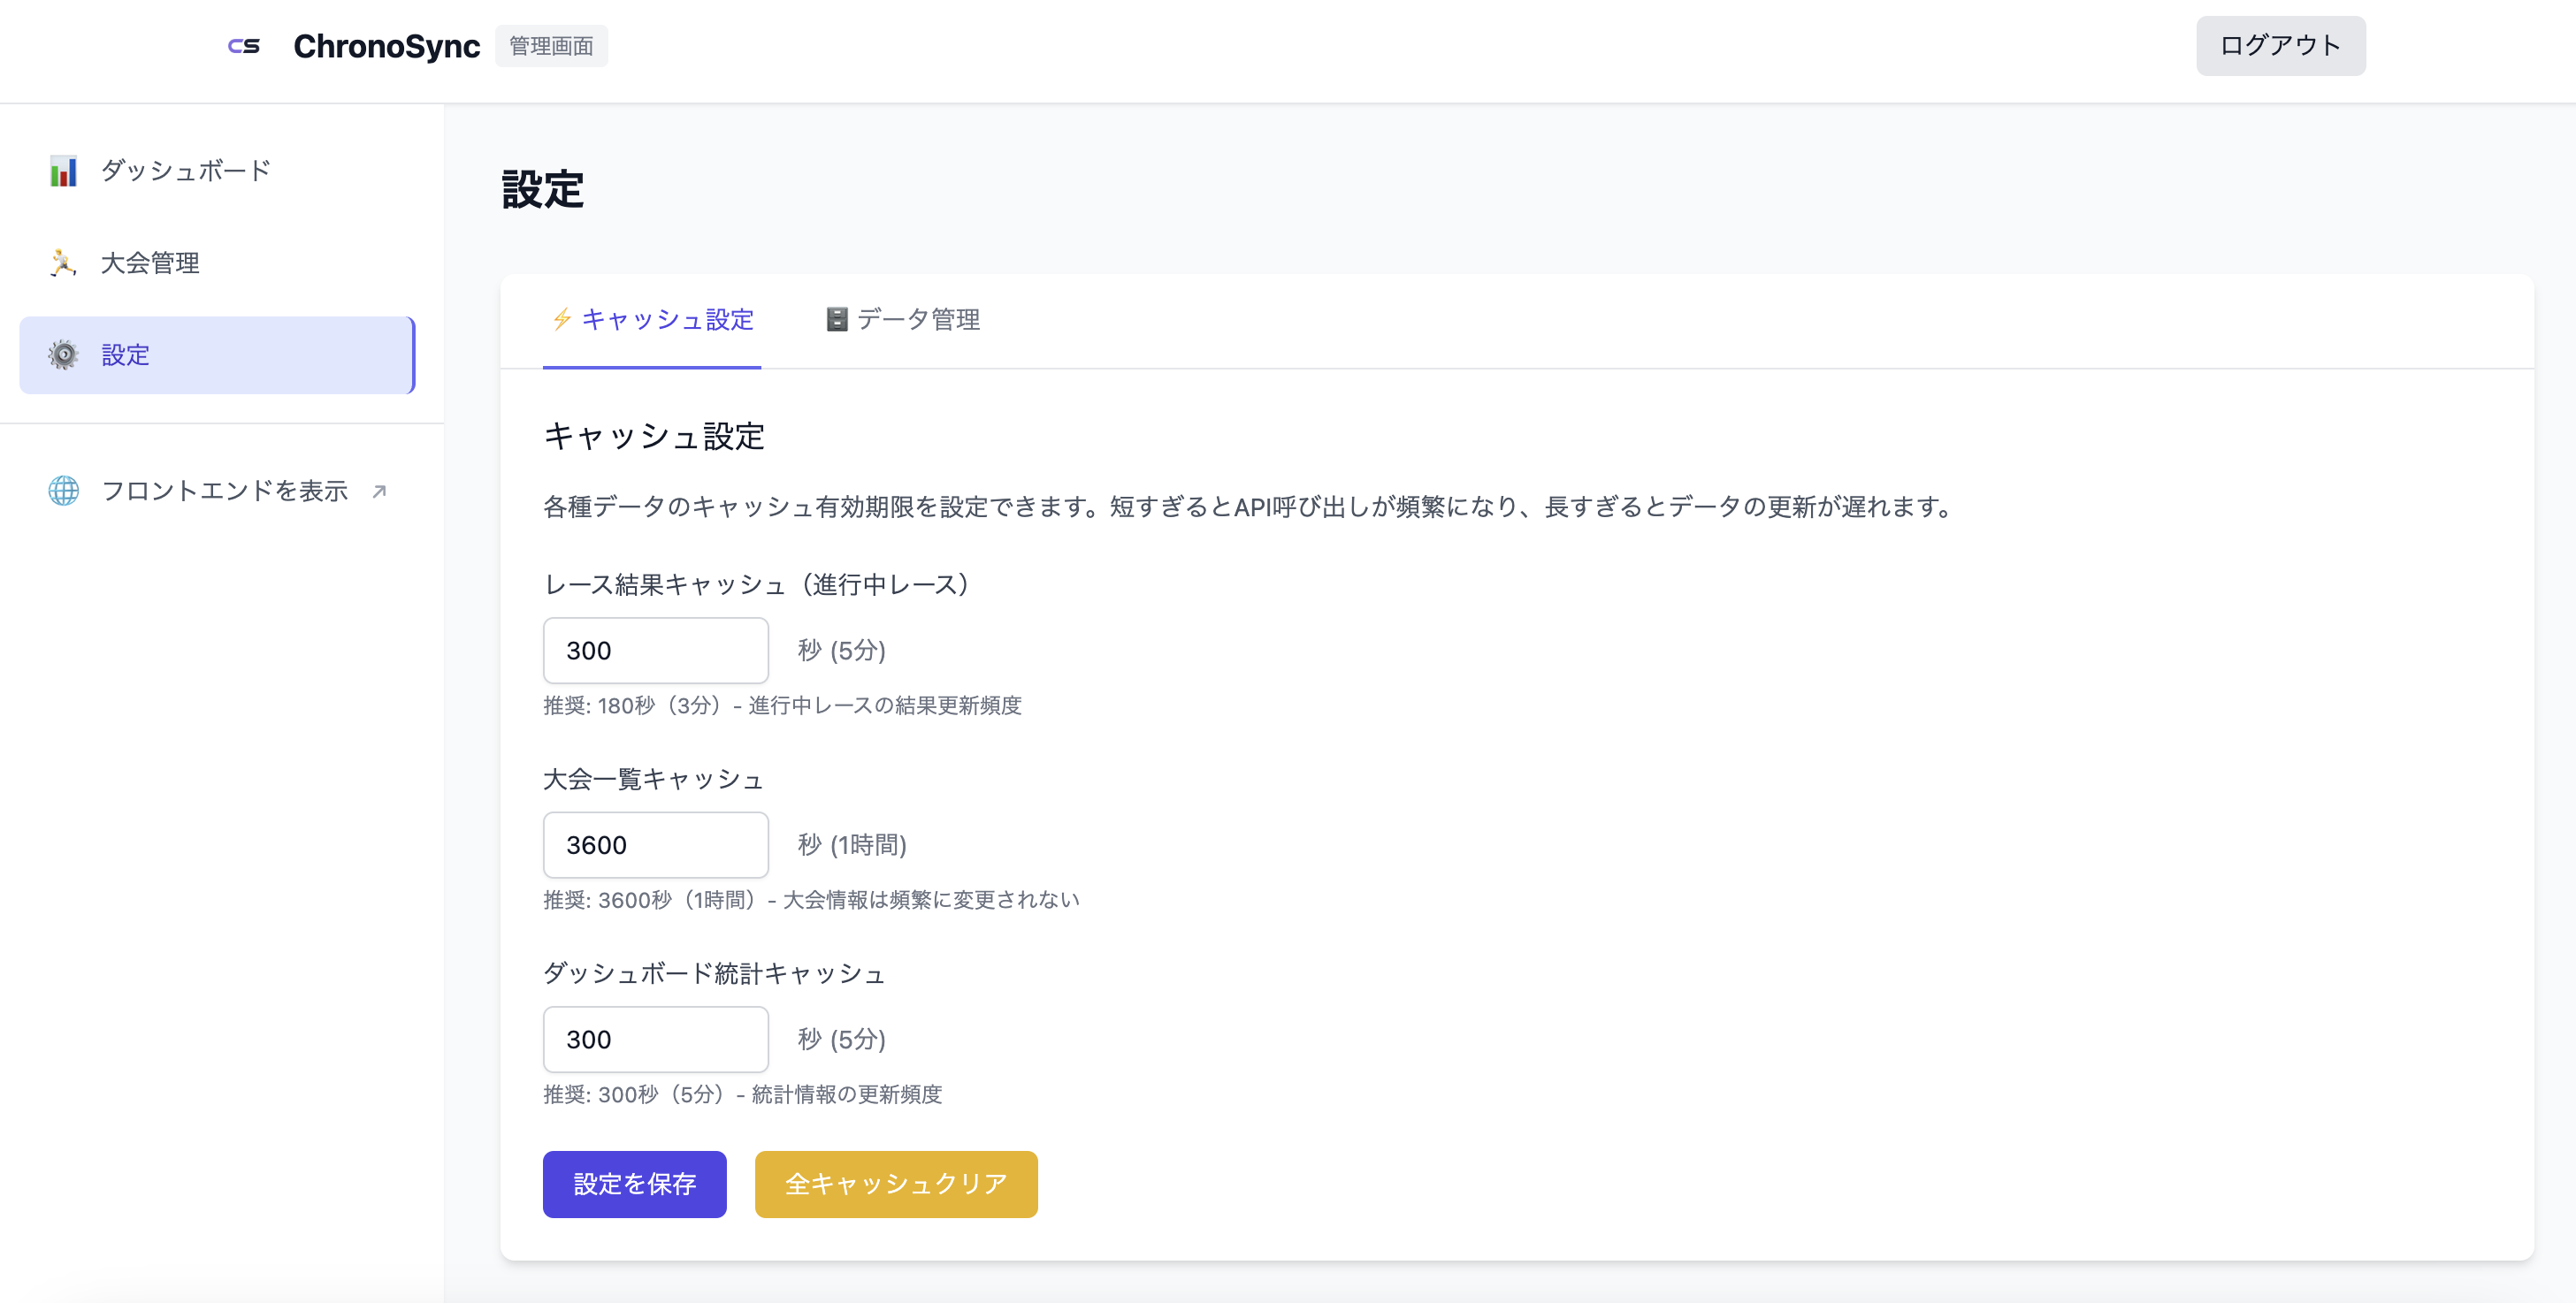 CS ChronoSync 管理画面 ログアウト
ダッシュボード
大会管理
設定
フロントエンドを表示 ↗
設定
キャッシュ設定 データ管理
キャッシュ設定
各種データのキャッシュ有効期限を設定できます。短すぎるとAPI呼び出しが頻繁になり、長すぎるとデータの更新が遅れます。
レース結果キャッシュ（進行中レース）
300 秒 (5分)
推奨: 180秒（3分）- 進行中レースの結果更新頻度
大会一覧キャッシュ
3600 秒 (1時間)
推奨: 3600秒（1時間）- 大会情報は頻繁に変更されない
ダッシュボード統計キャッシュ
300 秒 (5分)
推奨: 300秒（5分）- 統計情報の更新頻度
設定を保存 全キャッシュクリア